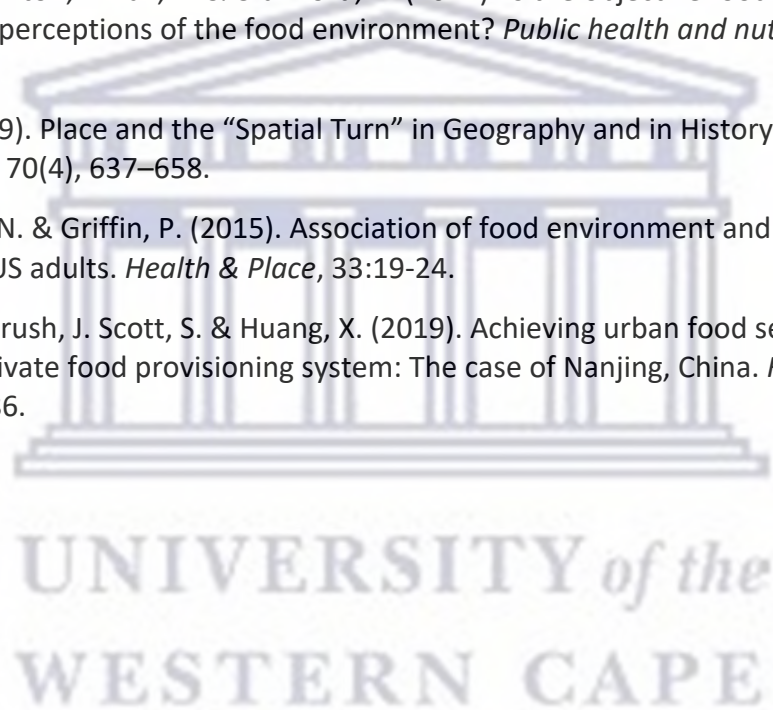 perceptions of the food environment? Public health and nut
9). Place and the “Spatial Turn” in Geography and in History
70(4), 637–658.
N. & Griffin, P. (2015). Association of food environment and
US adults. Health & Place, 33:19-24.
rush, J. Scott, S. & Huang, X. (2019). Achieving urban food se
ivate food provisioning system: The case of Nanjing, China.
6.
UNIVERSITY of the
WESTERN CAPE